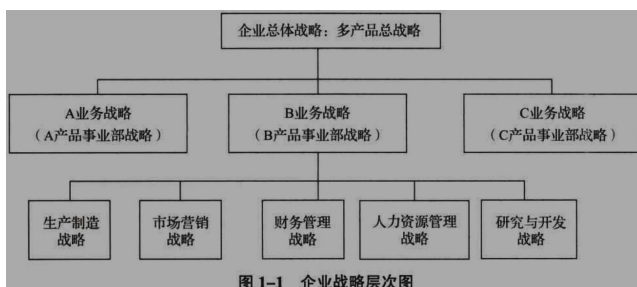 企业总体战略：多产品总战略
A业务战略
（A产品事业部战略）
B业务战略
（B产品事业部战略）
C业务战略
（C产品事业部战略）
生产制造
战略
市场营销
战略
财务管理
战略
人力资源管理
战略
研究与开发
战略
图 1-1 企业战略层次图